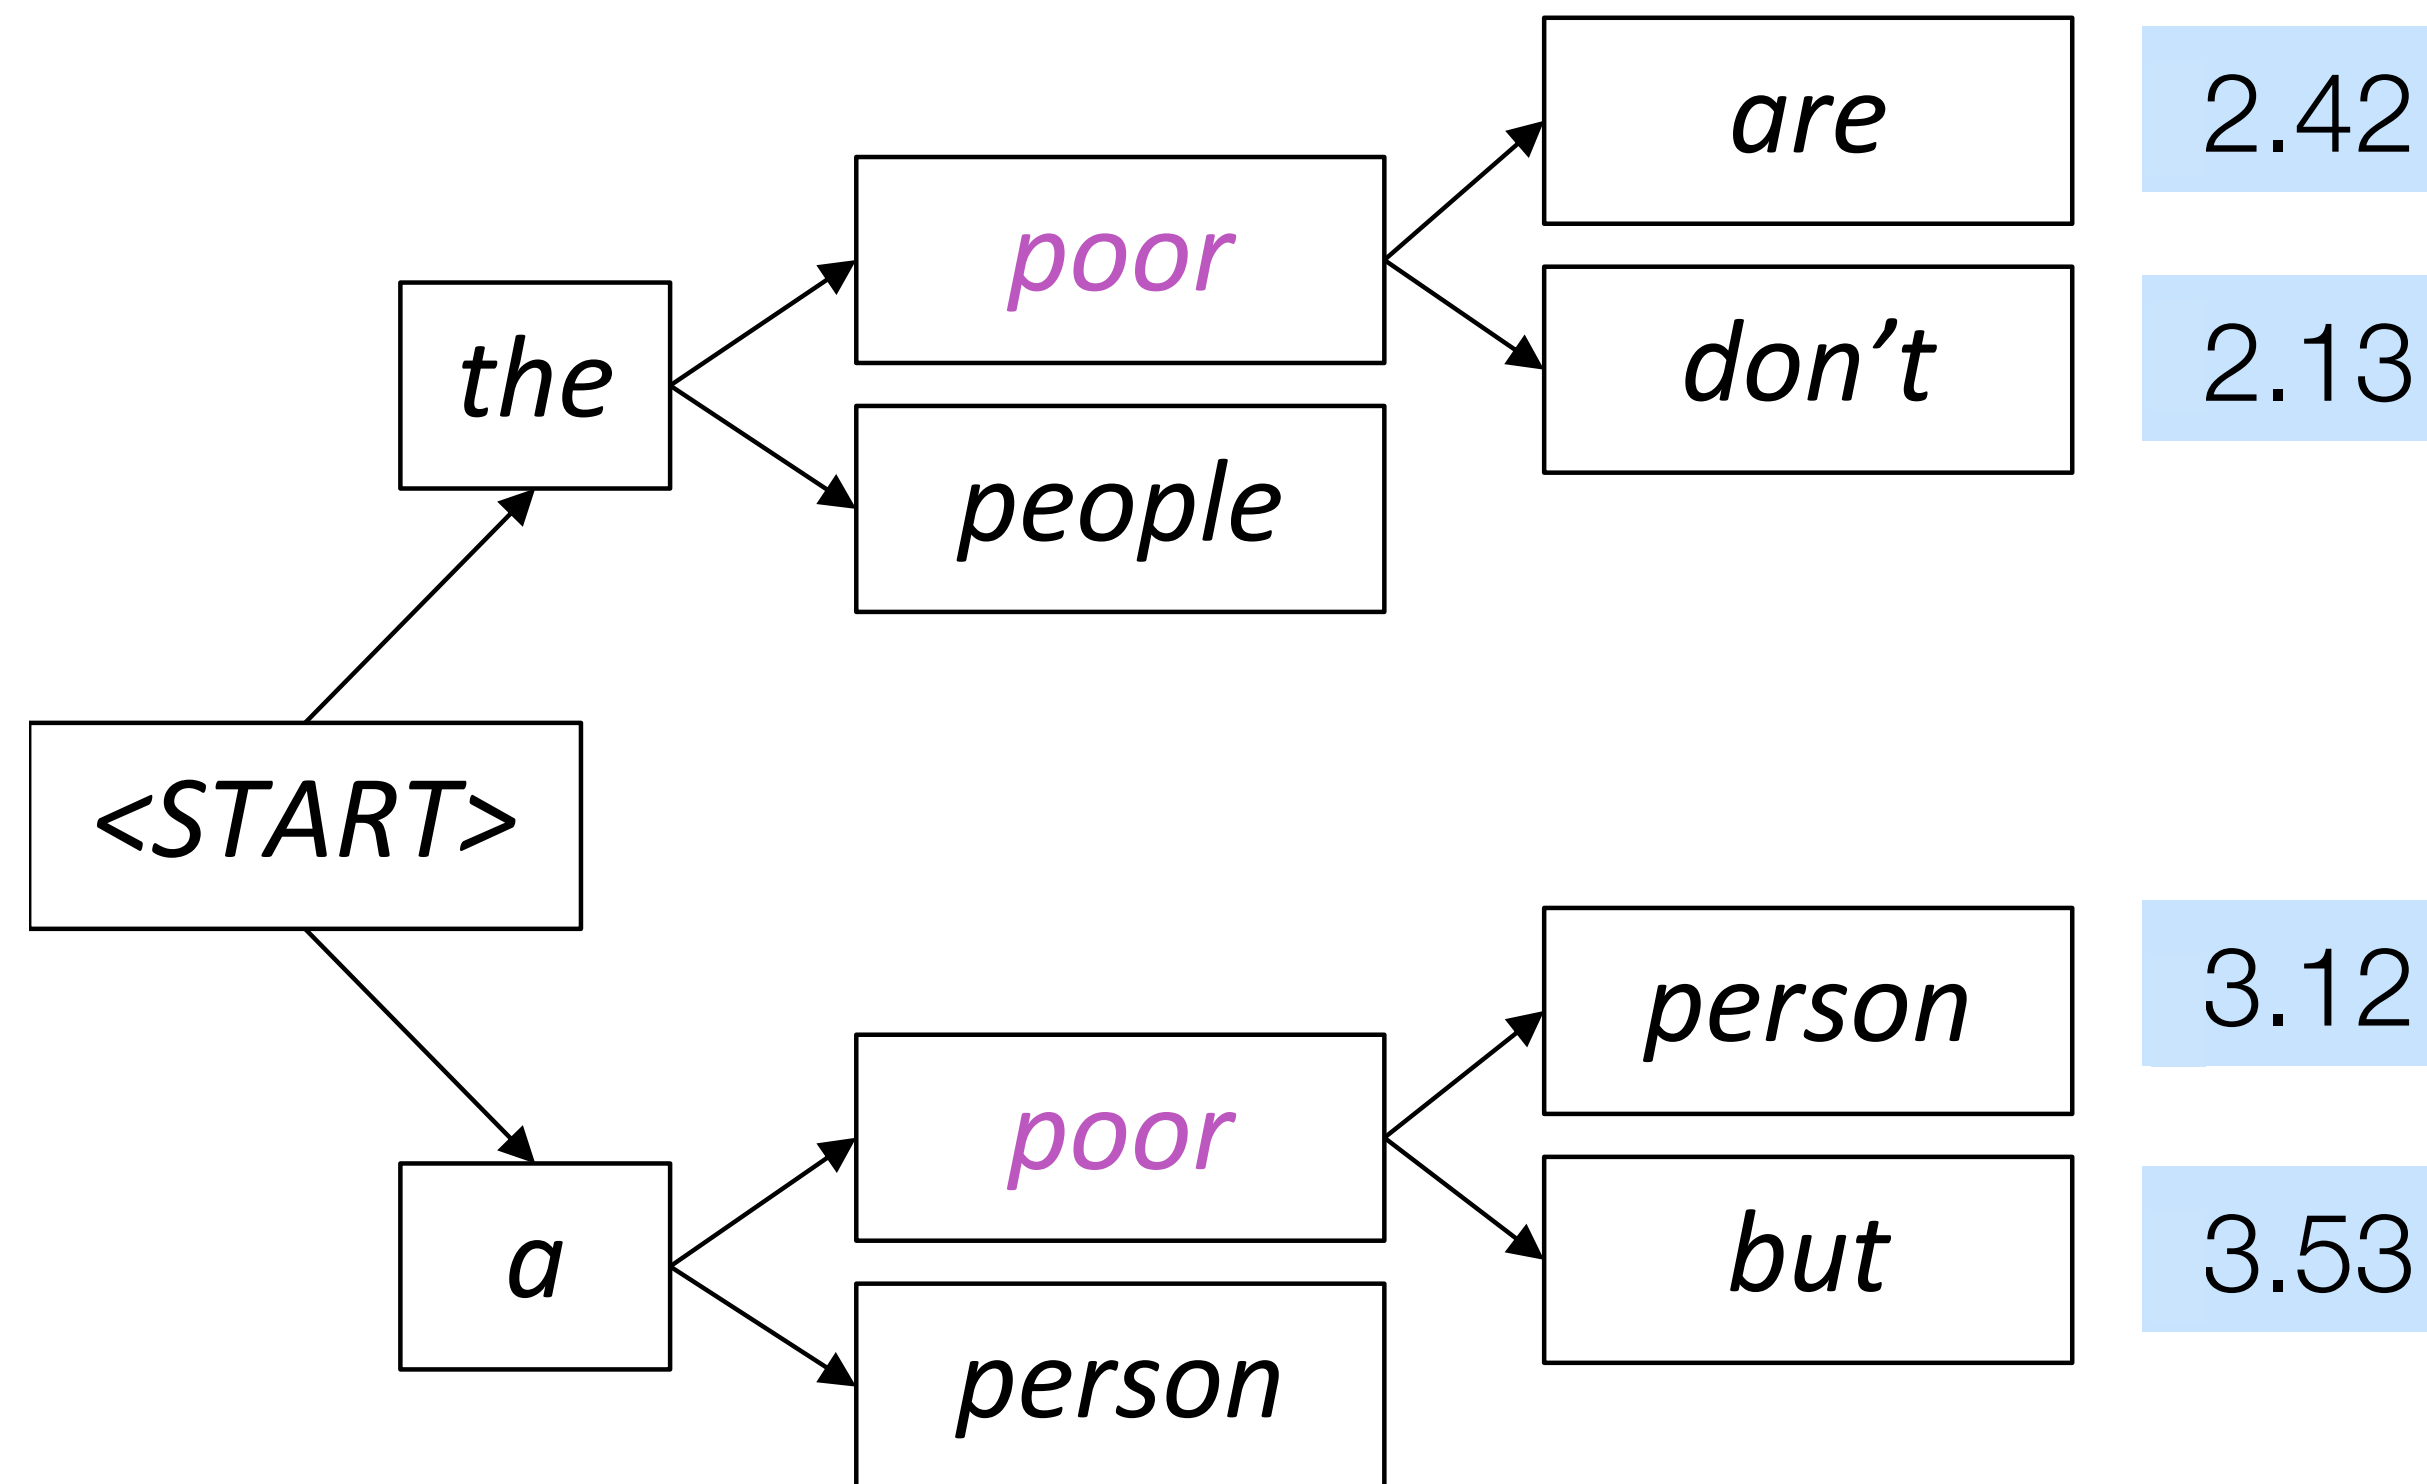 are
2.42
poor
the
don’t
2.13
people
<START>
person
3.12
poor
a
but
3.53
person